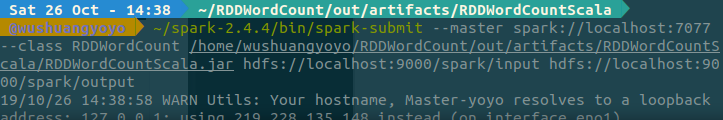 Sat 26 Oct - 14:38 ~/RDDWordCount/out/artifacts/RDDWordCountScala
@wushuangyoyo ~/spark-2.4.4/bin/spark-submit --master spark://localhost:7077
--class RDDWordCount /home/wushuangyoyo/RDDWordCount/out/artifacts/RDDWordCountS
cala/RDDWordCountScala.jar hdfs://localhost:9000/spark/input hdfs://localhost:90
00/spark/output
19/10/26 14:38:58 WARN Utils: Your hostname, Master-yoyo resolves to a loopback
address: 127.0.0.1; using 219.228.135.148 instead (on interface eno1)